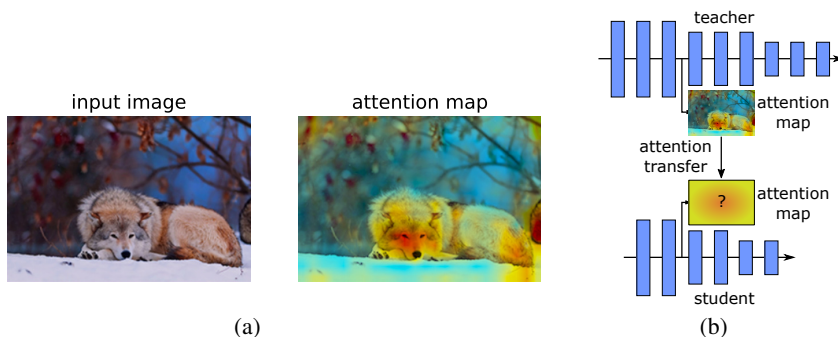 input image
attention map
(a)
teacher
attention
map
attention
transfer
?
attention
map
student
(b)